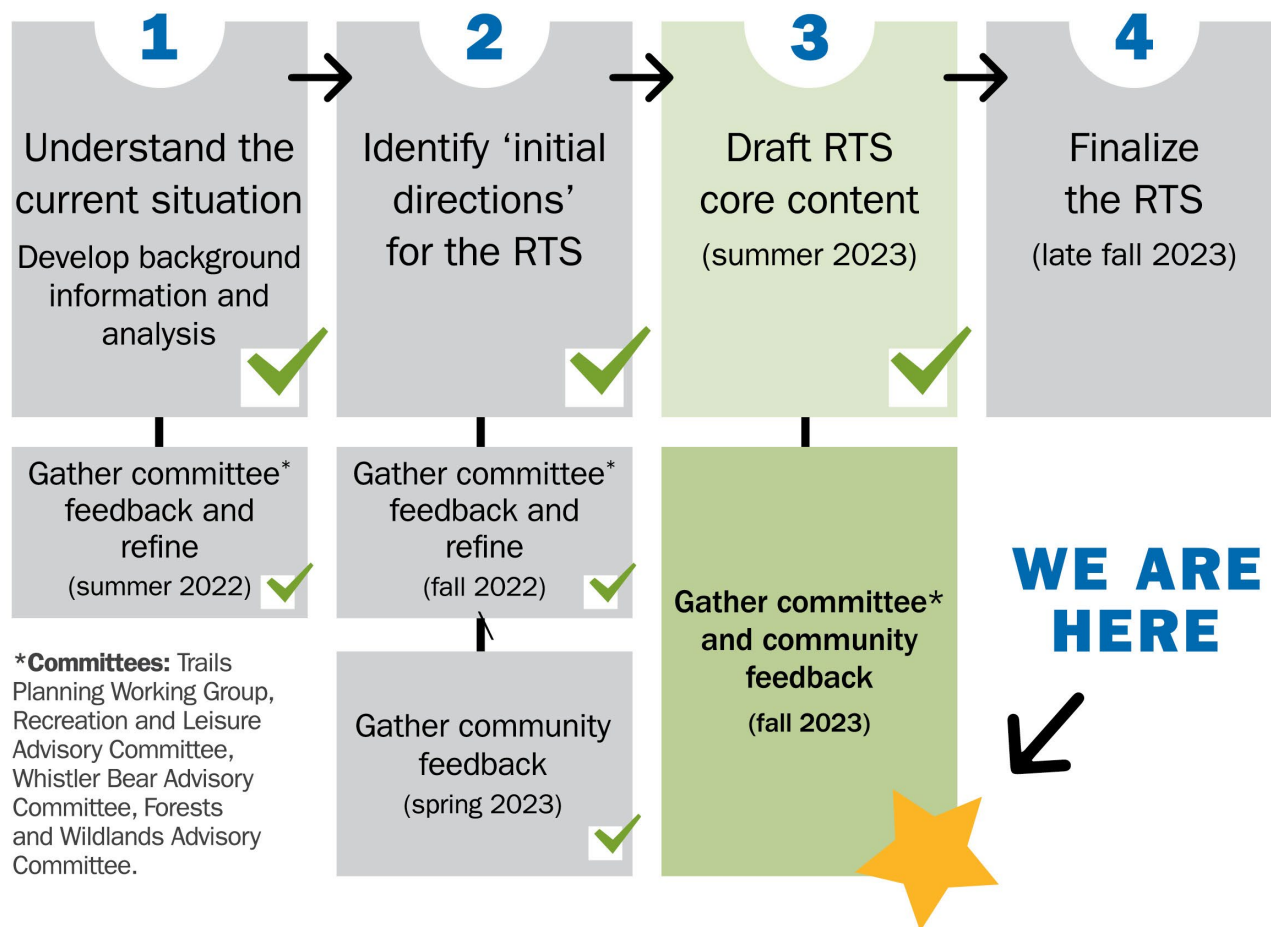 1
Understand the
current situation
Develop background
information and
analysis
Gather committee*
feedback and
refine
(summer 2022)
*Committees: Trails
Planning Working Group,
Recreation and Leisure
Advisory Committee,
Whistler Bear Advisory
Committee, Forests
and Wildlands Advisory
Committee.
2
Identify ‘initial
directions’
for the RTS
Gather committee*
feedback and
refine
(fall 2022)
Gather community
feedback
(spring 2023)
3
Draft RTS
core content
(summer 2023)
Gather committee*
and community
feedback
(fall 2023)
4
Finalize
the RTS
(late fall 2023)
WE ARE
HERE